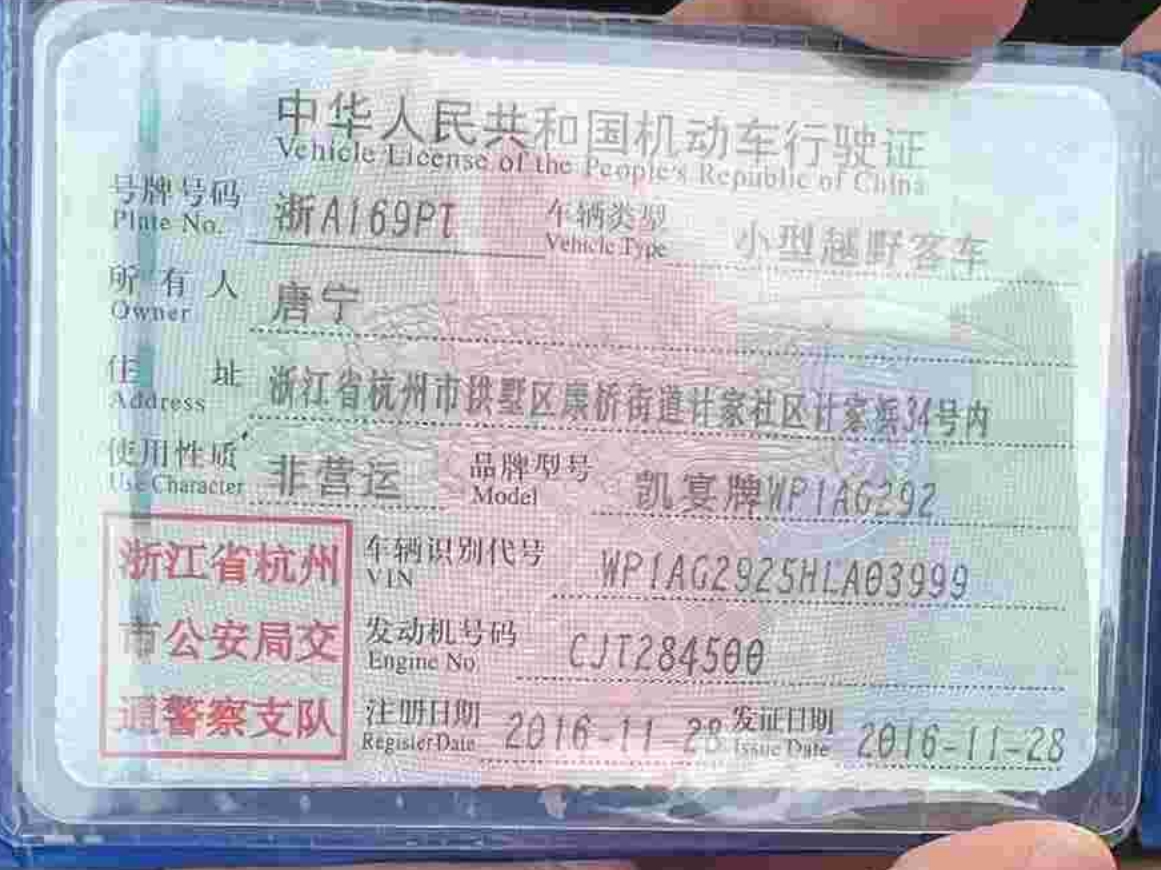 中华人民共和国机动车行驶证
Vehicle License of the People's Republic of China
号牌号码 浙A169PT 车辆类型 小型越野客车
Plate No. Vehicle Type
所有人 唐宁
Owner
住址 浙江省杭州市拱墅区康桥街道计家社区计家浜34号内
Address
使用性质 非营运 品牌型号 凯宴牌WP1AG292
Use Character Model
浙江省杭州
市公安局交
通警察支队
车辆识别代号 WP1AG2925HLA03999
VIN
发动机号码 CJT284500
Engine No.
注册日期 2016-11-28 发证日期 2016-11-28
Register Date Issue Date